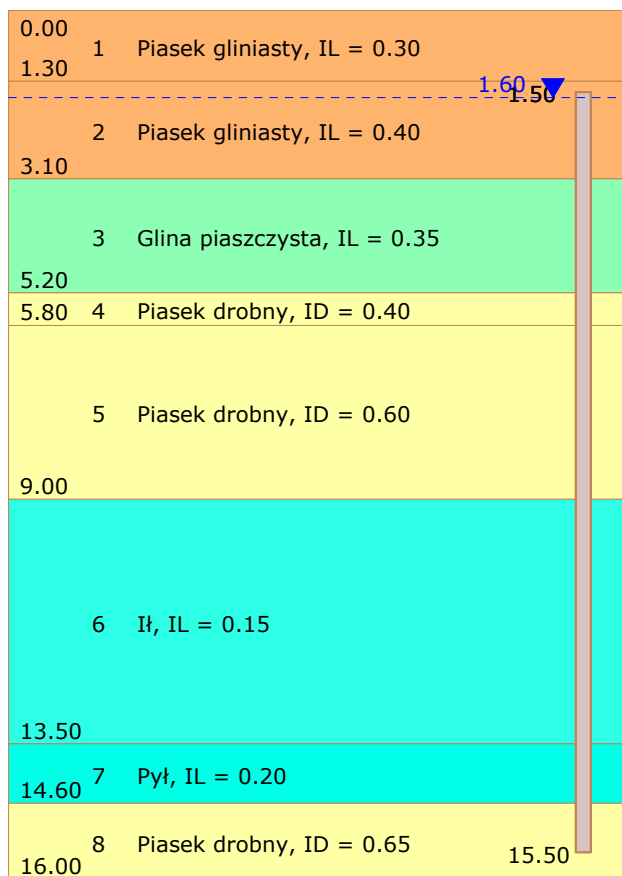 0.00
1 Piasek gliniasty, IL = 0.30
1.30
1.60
1.50
2 Piasek gliniasty, IL = 0.40
3.10
3 Glina piaszczysta, IL = 0.35
5.20
5.80 4 Piasek drobny, ID = 0.40
5 Piasek drobny, ID = 0.60
9.00
6 Ił, IL = 0.15
13.50
7 Pył, IL = 0.20
14.60
8 Piasek drobny, ID = 0.65
15.50
16.00